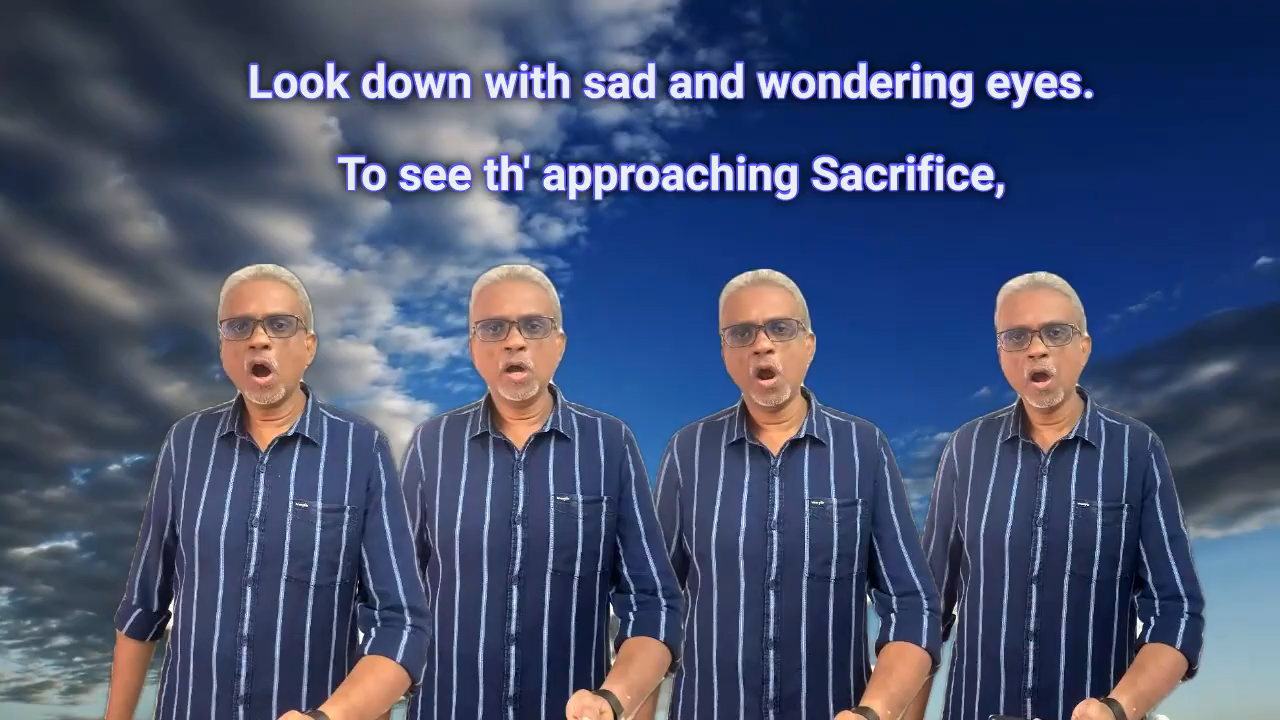 Look down with sad and wondering eyes.
To see th' approaching Sacrifice,